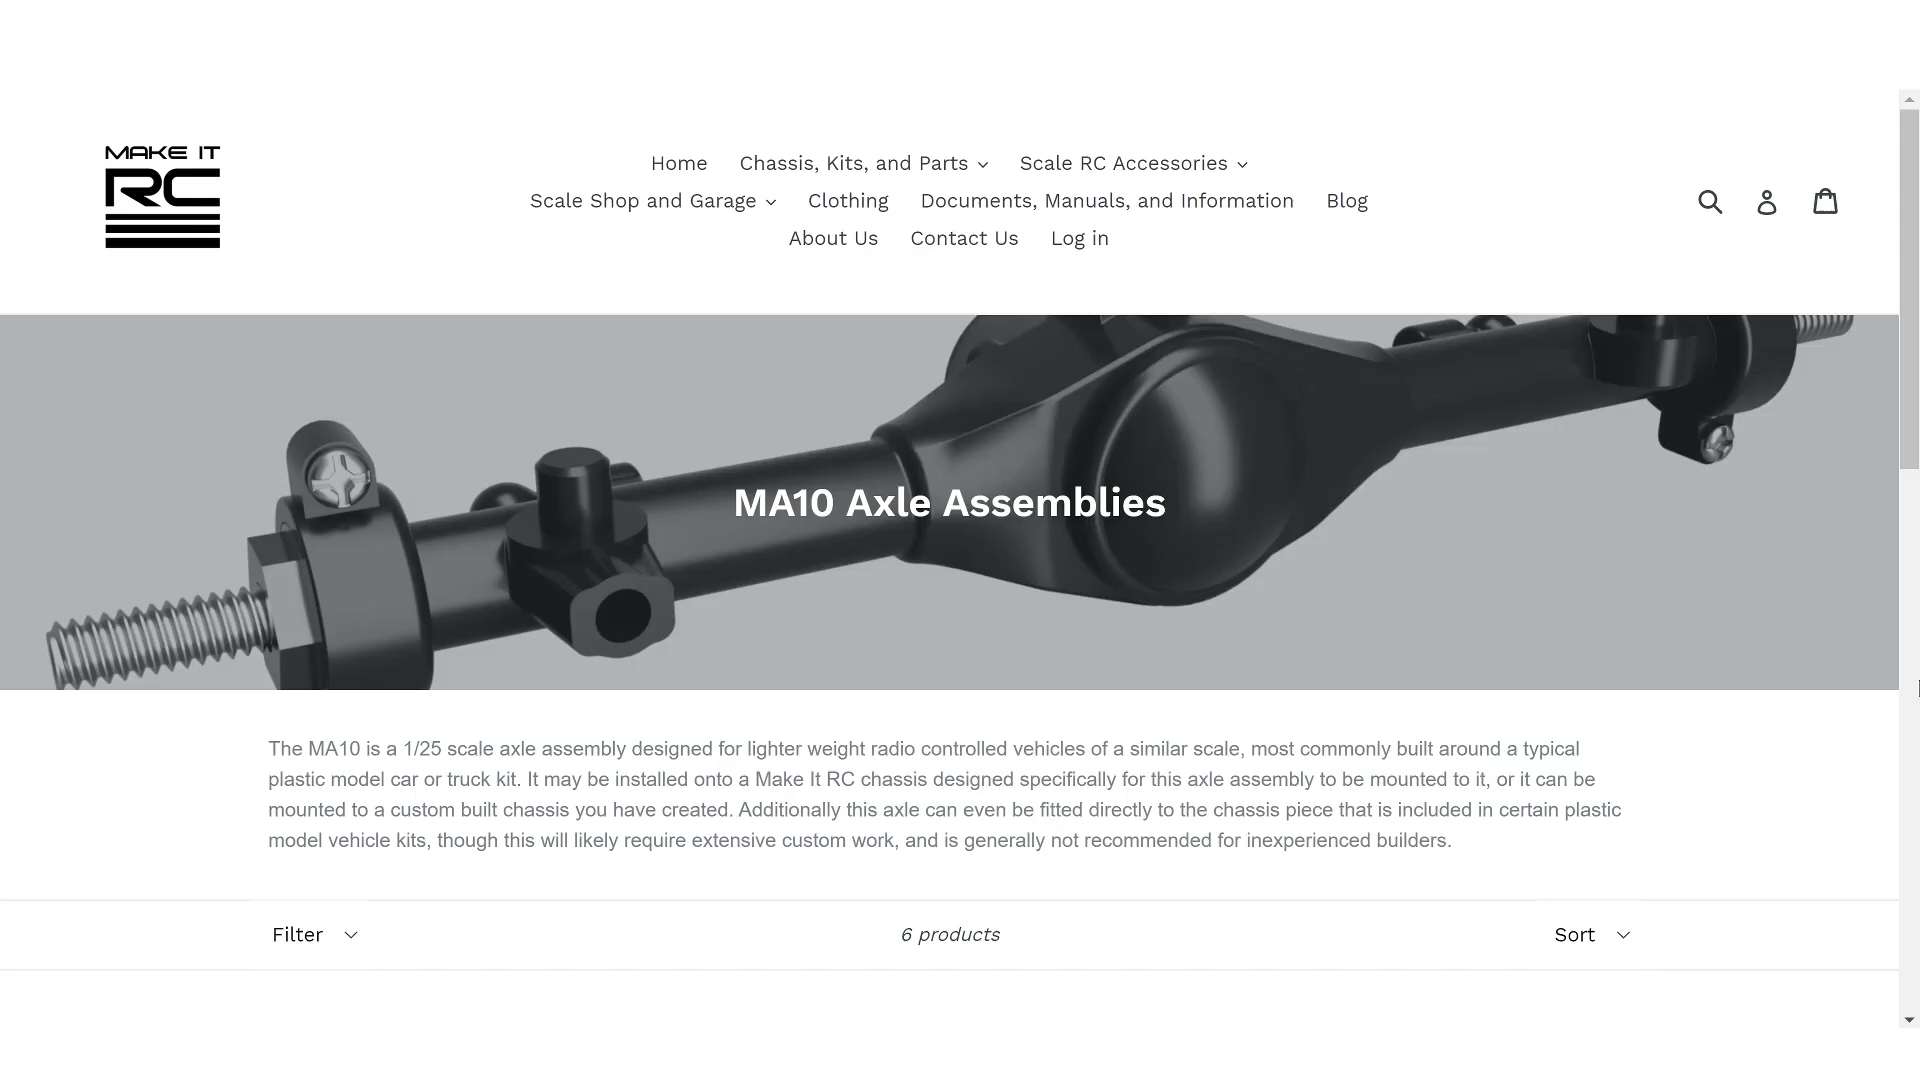 MAKE IT
RC
Home Chassis, Kits, and Parts Scale RC Accessories
Scale Shop and Garage Clothing Documents, Manuals, and Information Blog
About Us Contact Us Log in
MA10 Axle Assemblies
The MA10 is a 1/25 scale axle assembly designed for lighter weight radio controlled vehicles of a similar scale, most commonly built around a typical
plastic model car or truck kit. It may be installed onto a Make It RC chassis designed specifically for this axle assembly to be mounted to it, or it can be
mounted to a custom built chassis you have created. Additionally this axle can even be fitted directly to the chassis piece that is included in certain plastic
model vehicle kits, though this will likely require extensive custom work, and is generally not recommended for inexperienced builders.
Filter 6 products Sort